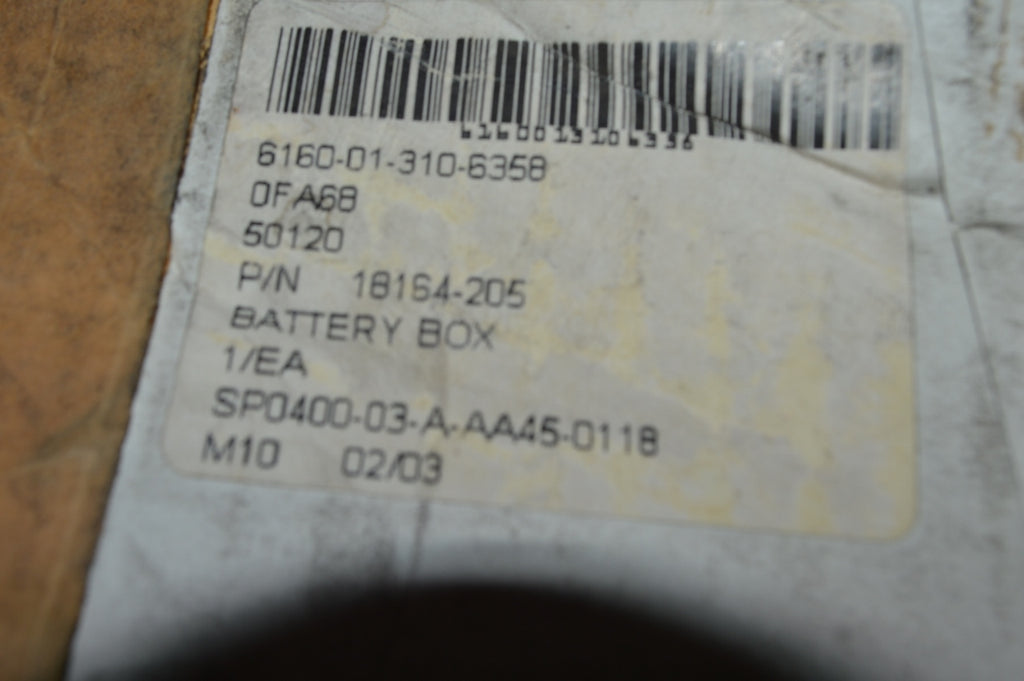 6160013106358
6160-01-310-6358
0FA68
50120
P/N 18164-205
BATTERY BOX
1/EA
SP0400-03-A-AA45-0118
M10 02/03